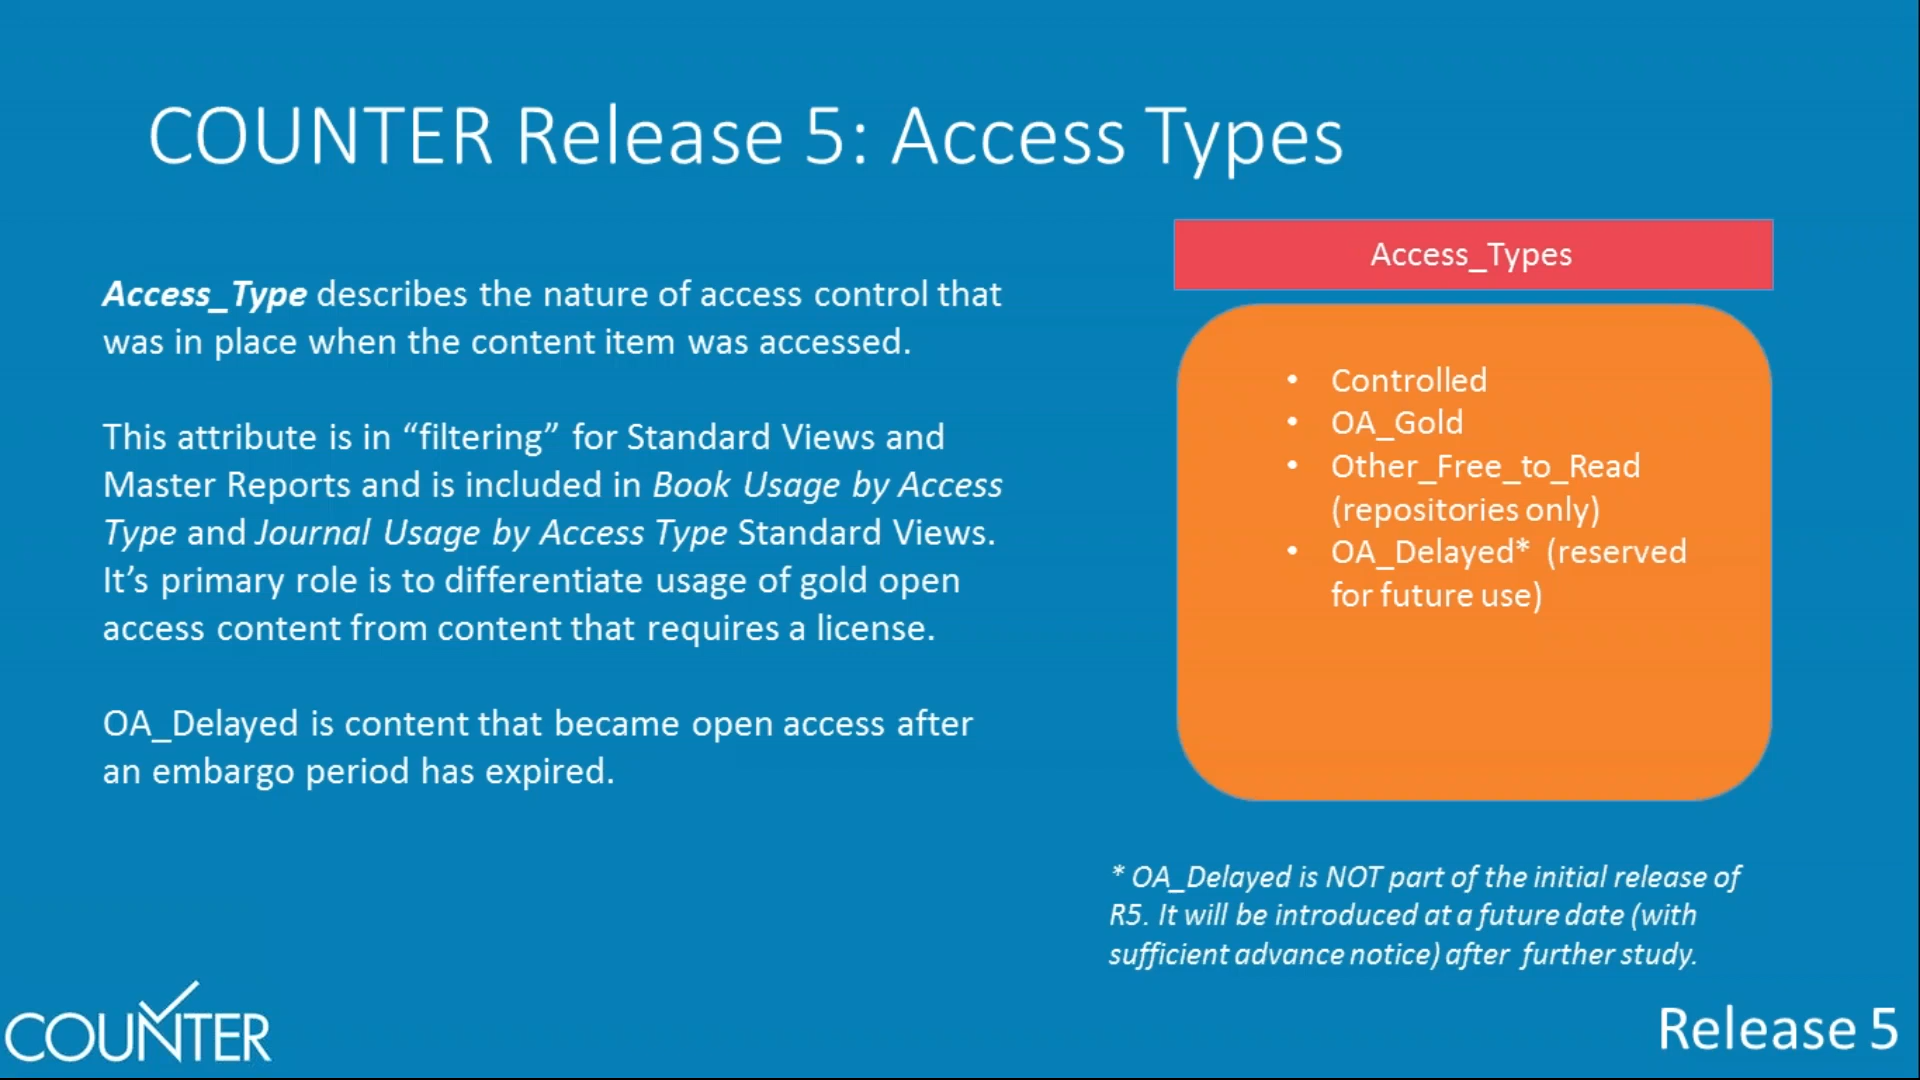 COUNTER Release 5: Access Types
Access_Type describes the nature of access control that
was in place when the content item was accessed.
This attribute is in “filtering” for Standard Views and
Master Reports and is included in Book Usage by Access
Type and Journal Usage by Access Type Standard Views.
It’s primary role is to differentiate usage of gold open
access content from content that requires a license.
OA_Delayed is content that became open access after
an embargo period has expired.
Access_Types
• Controlled
• OA_Gold
• Other_Free_to_Read
(repositories only)
• OA_Delayed* (reserved
for future use)
* OA_Delayed is NOT part of the initial release of
R5. It will be introduced at a future date (with
sufficient advance notice) after further study.
COUNTER
Release 5